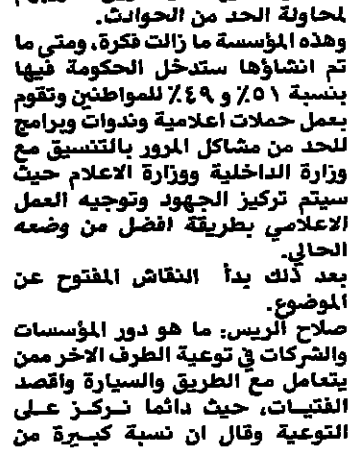 لمحاولة الحد من الحوادث.
وهذه المؤسسة ما زالت فكرة، ومتى ما
تم انشاؤها ستدخل الحكومة فيها
بنسبة ٥١٪ و ٤٩٪ للمواطنين وتقوم
بعمل حملات اعلامية وندوات وبرامج
للحد من مشاكل المرور بالتنسيق مع
وزارة الداخلية ووزارة الاعلام حيث
سيتم تركيز الجهود وتوجيه العمل
الاعلامي بطريقة افضل من وضعه
الحالي.
بعد ذلك بدأ النقاش المفتوح عن
الموضوع.
صلاح الريس: ما هو دور المؤسسات
والشركات في توعية الطرف الاخر ممن
يتعامل مع الطريق والسيارة واقصد
الفتيات، حيث دائما نركز على
التوعية وقال ان نسبة كبيرة من